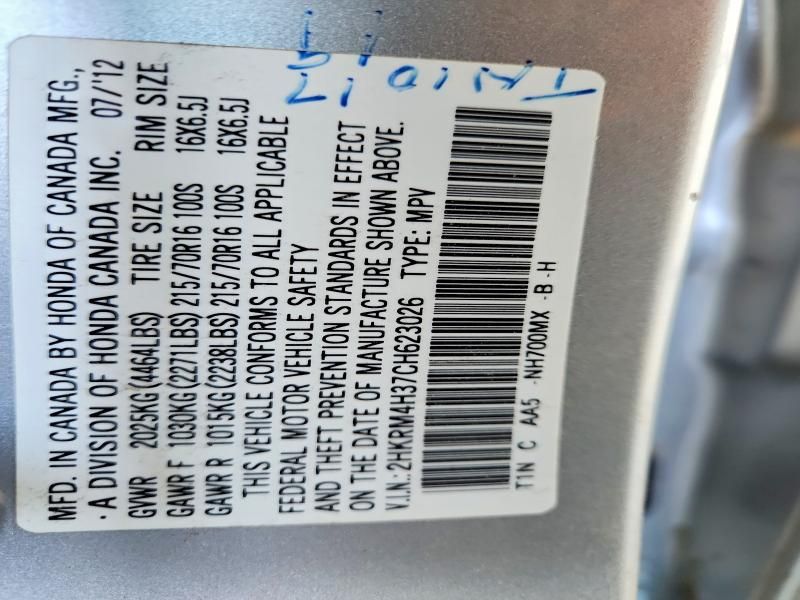 MFD. IN CANADA BY HONDA OF CANADA MFG.,
· A DIVISION OF HONDA CANADA INC. 07/'12
GVWR 2025KG(4464LBS) TIRE SIZE RIM SIZE
GAWR F 1030KG(2271LBS) 215/70R16 100S 16X6.5J
GAWR R 1015KG(2238LBS) 215/70R16 100S 16X6.5J
THIS VEHICLE CONFORMS TO ALL APPLICABLE
FEDERAL MOTOR VEHICLE SAFETY
AND THEFT PREVENTION STANDARDS IN EFFECT
ON THE DATE OF MANUFACTURE SHOWN ABOVE.
V.I.N.: 2HKRM4H37CH623026 TYPE: MPV
T1N C AA5 -NH700MX -B -H